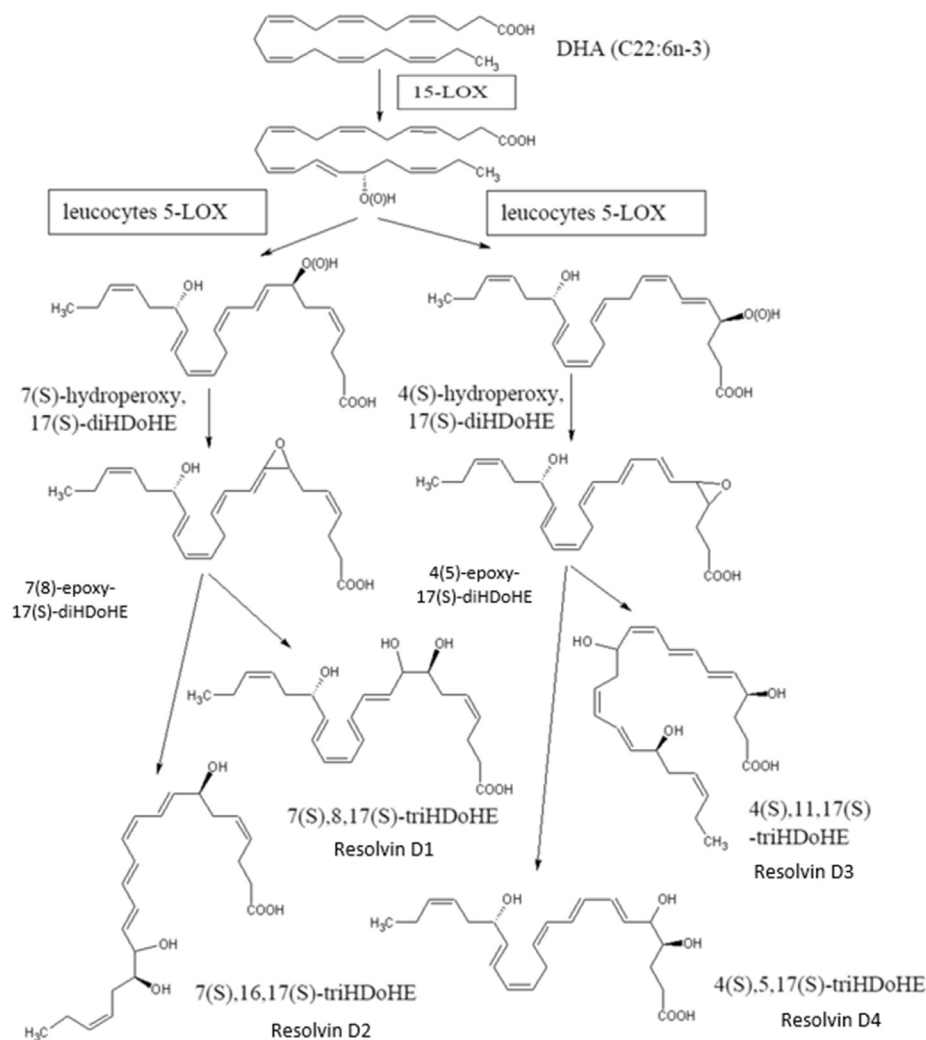 COOH
CH3
DHA (C22:6n-3)
15-LOX
COOH
CH3
O(O)H
leucocytes 5-LOX
leucocytes 5-LOX
O(O)H
OH
H3C
COOH
7(S)-hydroperoxy,
17(S)-diHDoHE
OH
H3C
O(O)H
COOH
4(S)-hydroperoxy,
17(S)-diHDoHE
O
OH
H3C
COOH
7(8)-epoxy-
17(S)-diHDoHE
OH
H3C
O
COOH
4(5)-epoxy-
17(S)-diHDoHE
HO OH
OH
H3C
COOH
7(S),8,17(S)-triHDoHE
Resolvin D1
HO
OH
OH
COOH
CH3
4(S),11,17(S)
-triHDoHE
Resolvin D3
OH
COOH
OH
OH
H3C
7(S),16,17(S)-triHDoHE
Resolvin D2
OH
OH
H3C
OH
COOH
4(S),5,17(S)-triHDoHE
Resolvin D4